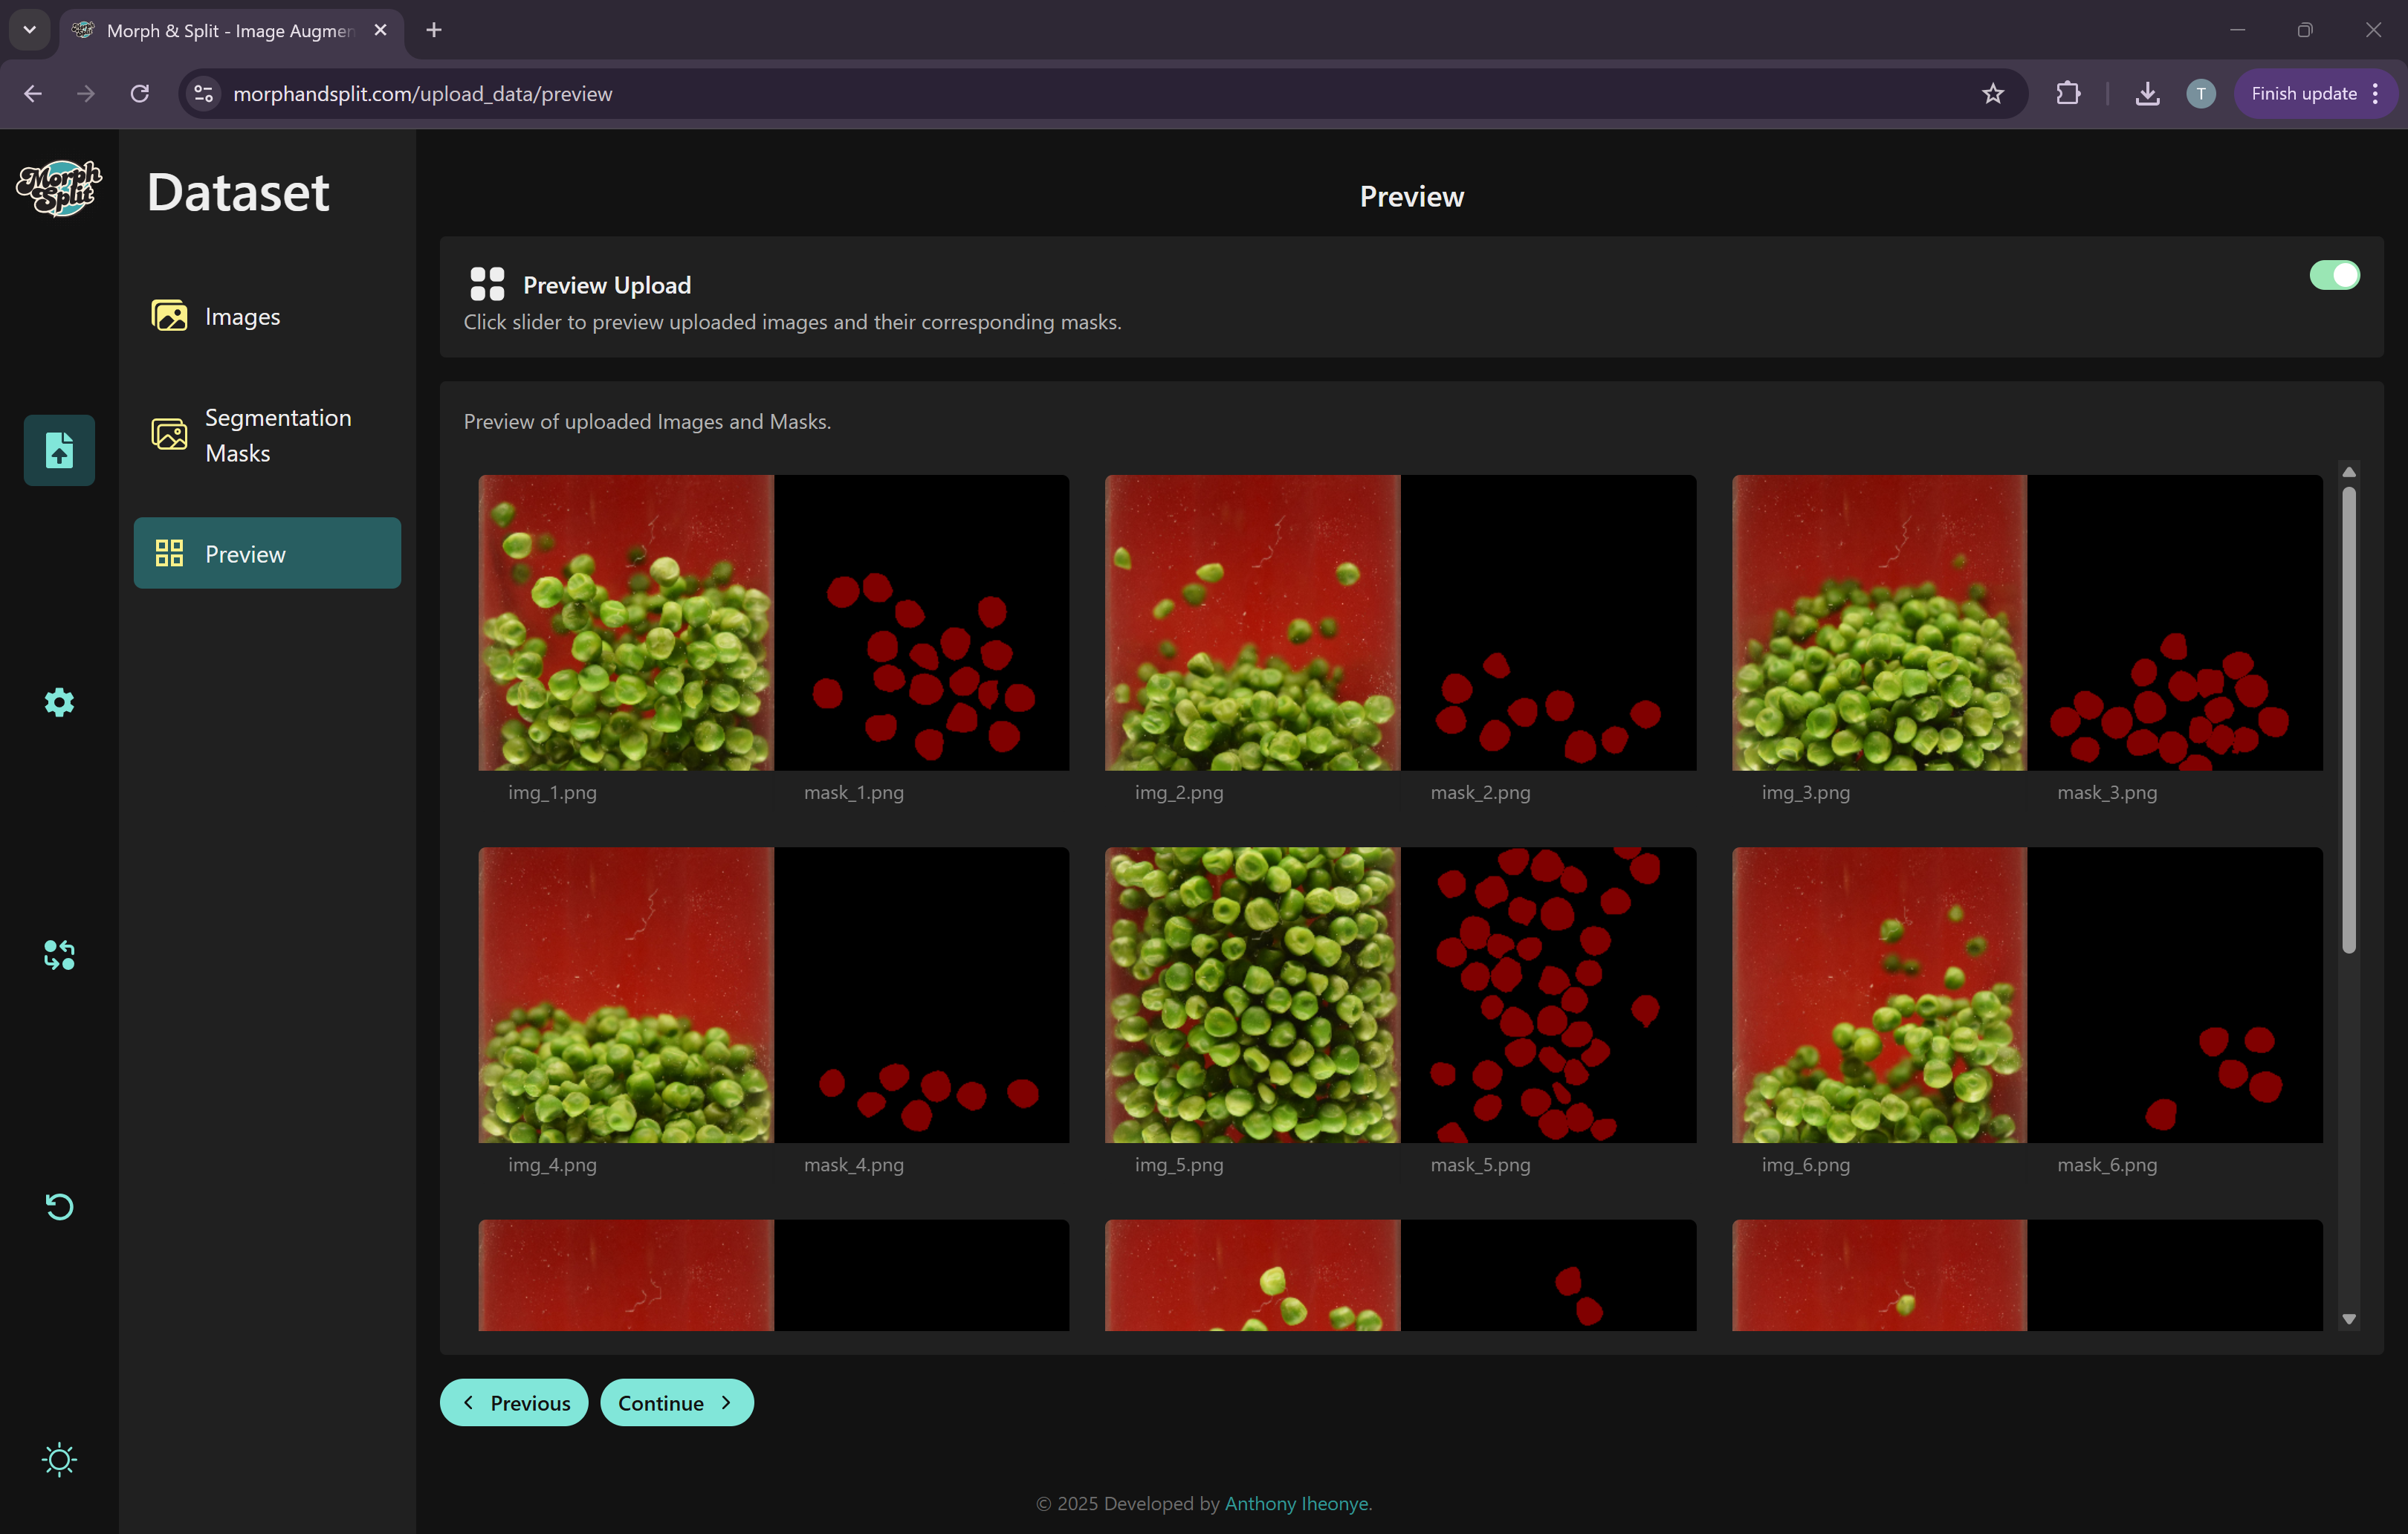 Morph & Split - Image Augmen
morphandsplit.com/upload_data/preview
T
Finish update
Morph
Split
Dataset
Images
Segmentation
Masks
Preview
Preview
Preview Upload
Click slider to preview uploaded images and their corresponding masks.
Preview of uploaded Images and Masks.
img_1.png
mask_1.png
img_2.png
mask_2.png
img_3.png
mask_3.png
img_4.png
mask_4.png
img_5.png
mask_5.png
img_6.png
mask_6.png
Previous
Continue
© 2025 Developed by Anthony Iheonye.